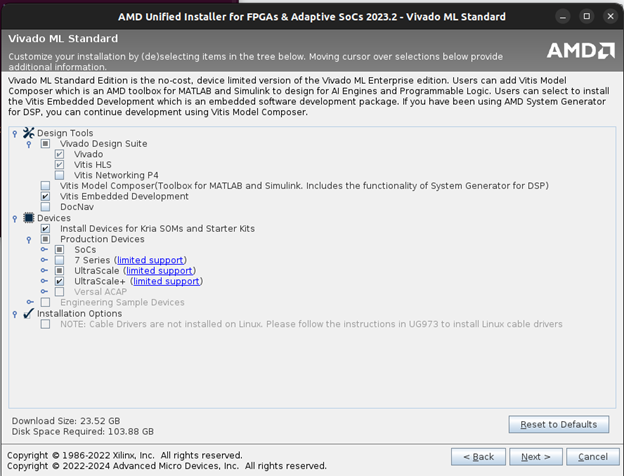 AMD Unified Installer for FPGAs & Adaptive SoCs 2023.2 - Vivado ML Standard
Vivado ML Standard
Customize your installation by (de)selecting items in the tree below. Moving cursor over selections below provide
additional information.
AMD
Vivado ML Standard Edition is the no-cost, device limited version of the Vivado ML Enterprise edition. Users can add Vitis Model
Composer which is an AMD toolbox for MATLAB and Simulink to design for AI Engines and Programmable Logic. Users can select to install
the Vitis Embedded Development which is an embedded software development package. If you have been using AMD System Generator
for DSP, you can continue development using Vitis Model Composer.
Design Tools
Vivado Design Suite
Vivado
Vitis HLS
Vitis Networking P4
Vitis Model Composer(Toolbox for MATLAB and Simulink. Includes the functionality of System Generator for DSP)
Vitis Embedded Development
DocNav
Devices
Install Devices for Kria SOMs and Starter Kits
Production Devices
SoCs
7 Series (limited support)
UltraScale (limited support)
UltraScale+ (limited support)
Versal ACAP
Engineering Sample Devices
Installation Options
NOTE: Cable Drivers are not installed on Linux. Please follow the instructions in UG973 to install Linux cable drivers
Download Size: 23.52 GB
Disk Space Required: 103.88 GB
Reset to Defaults
Copyright © 1986-2022 Xilinx, Inc. All rights reserved.
Copyright © 2022-2024 Advanced Micro Devices, Inc. All rights reserved.
< Back
Next >
Cancel